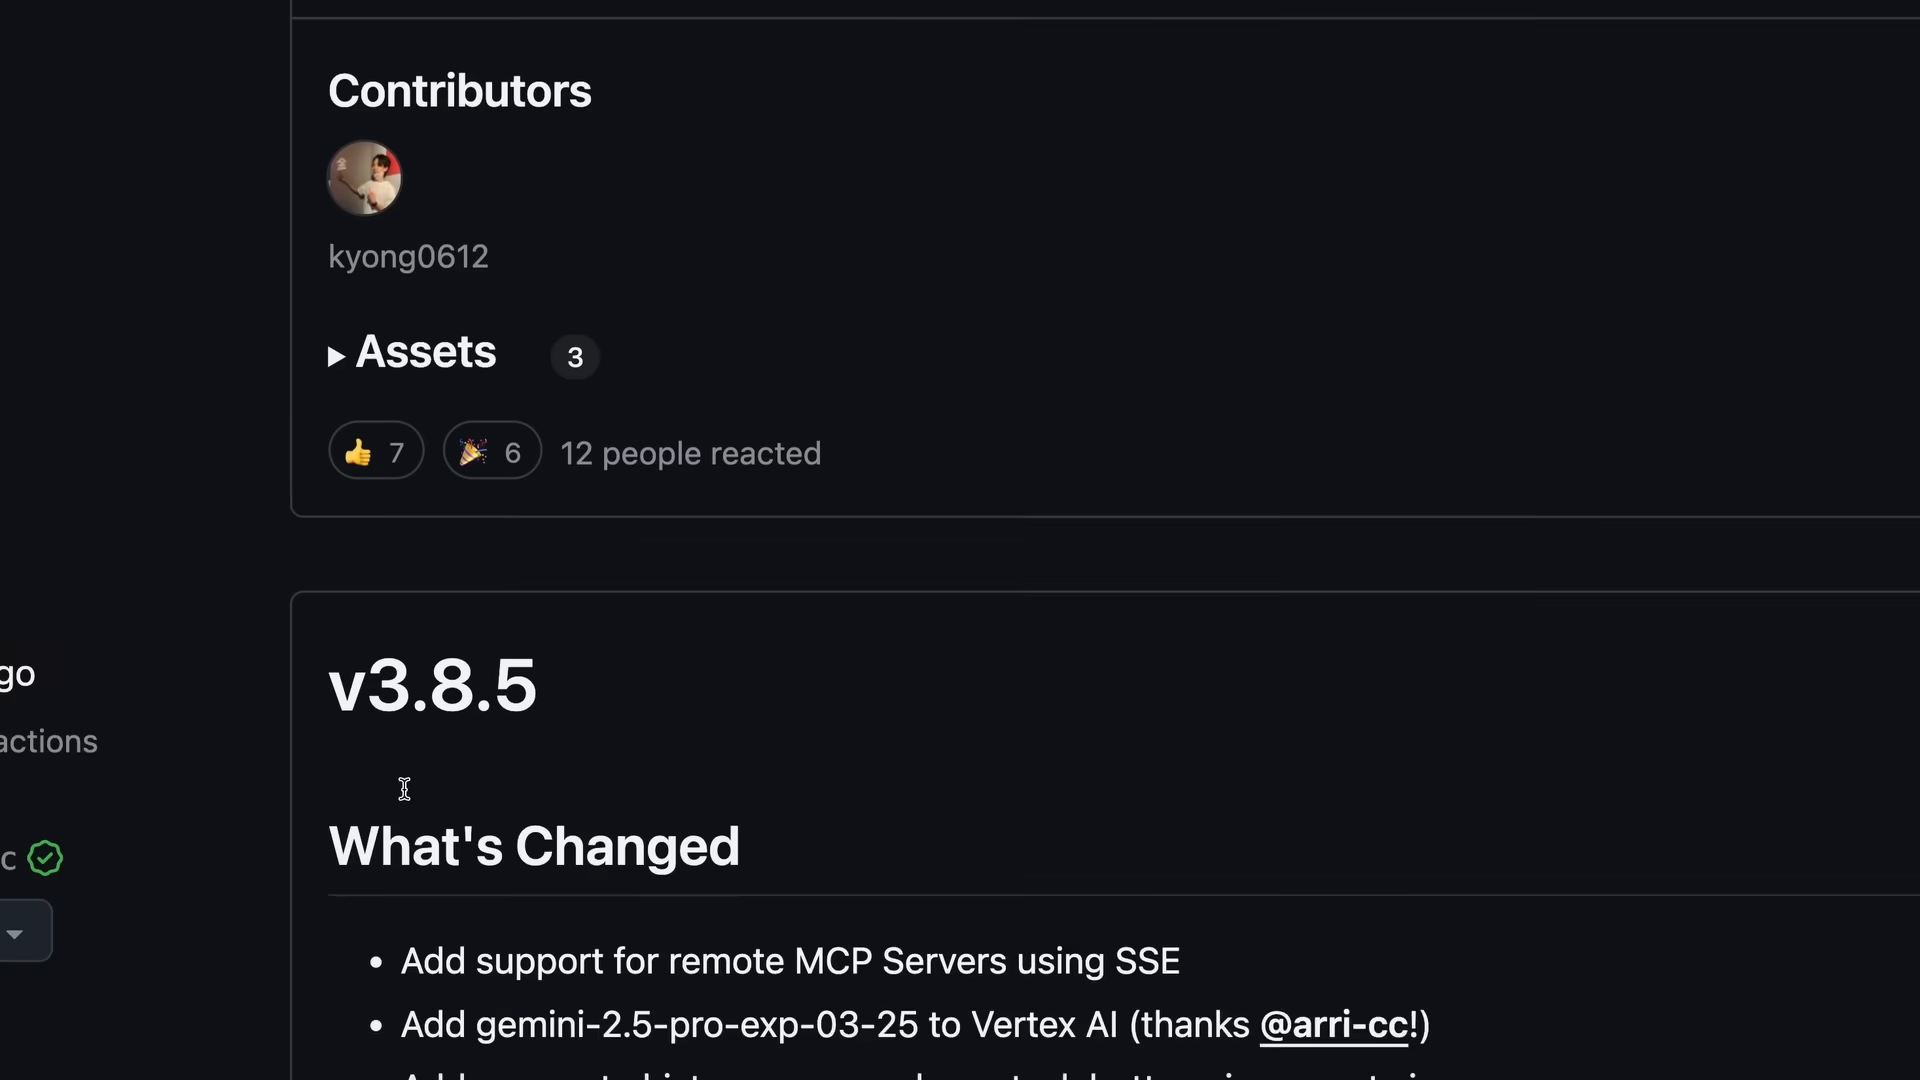 Contributors
kyong0612
Assets 3
7 6 12 people reacted
v3.8.5
go
actions
What's Changed
c
Add support for remote MCP Servers using SSE
Add gemini-2.5-pro-exp-03-25 to Vertex AI (thanks @arri-cc!)